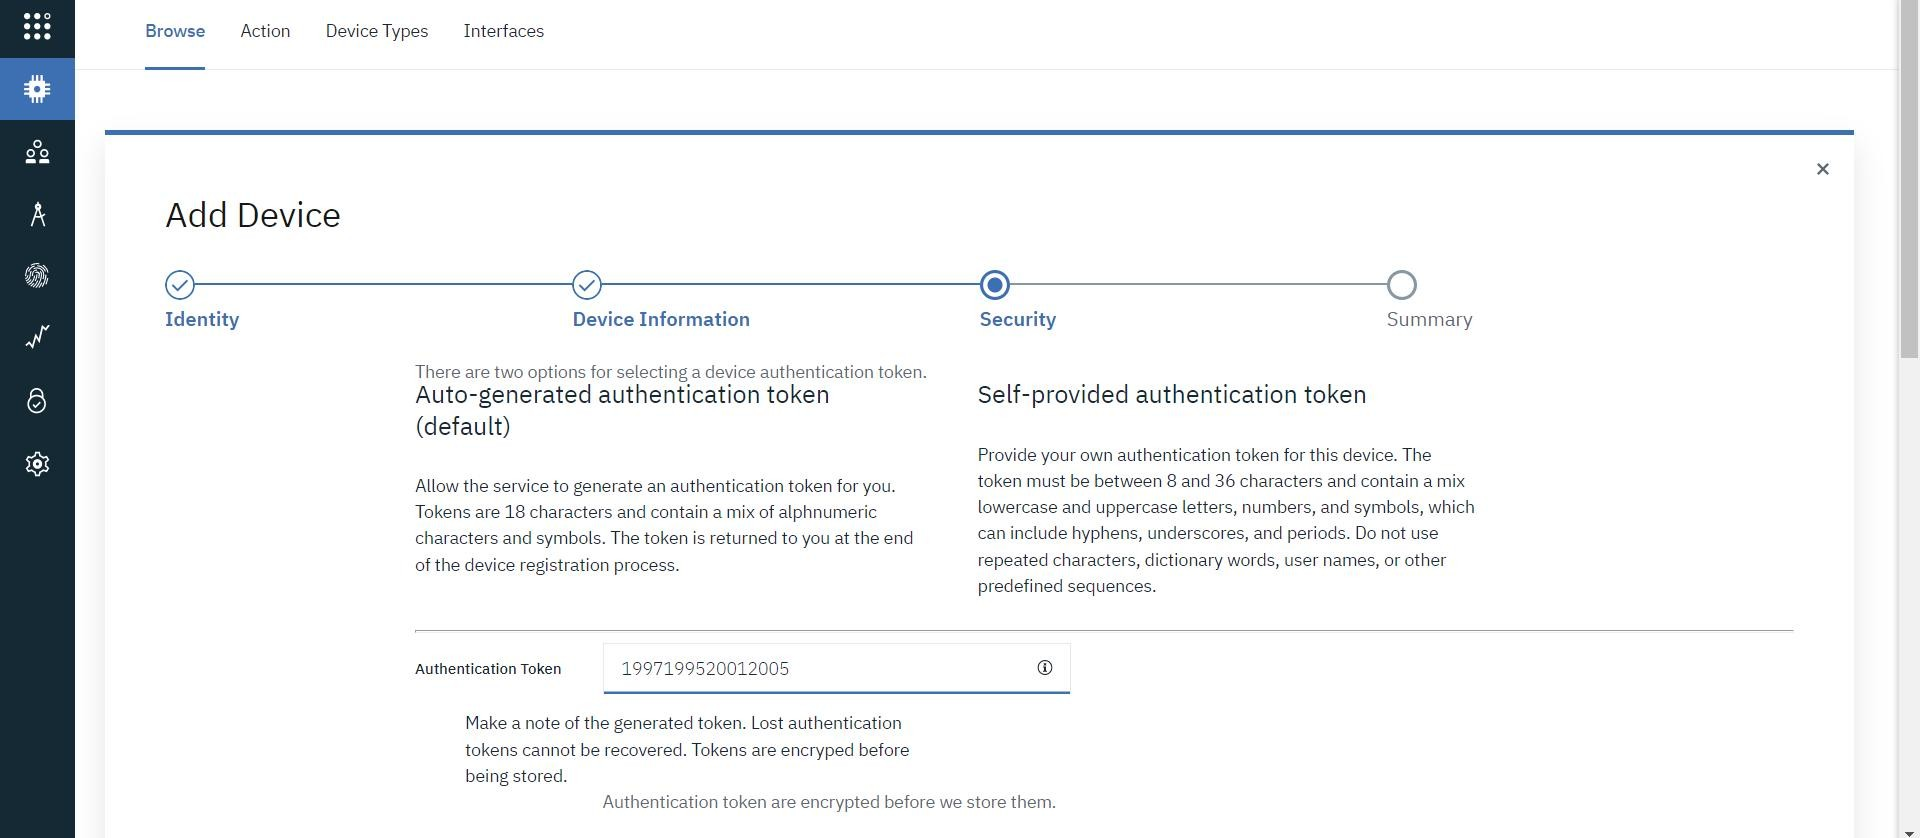 Browse Action Device Types Interfaces
Add Device
Identity Device Information Security Summary
There are two options for selecting a device authentication token.
Auto-generated authentication token
(default)
Allow the service to generate an authentication token for you.
Tokens are 18 characters and contain a mix of alphnumeric
characters and symbols. The token is returned to you at the end
of the device registration process.
Self-provided authentication token
Provide your own authentication token for this device. The
token must be between 8 and 36 characters and contain a mix
lowercase and uppercase letters, numbers, and symbols, which
can include hyphens, underscores, and periods. Do not use
repeated characters, dictionary words, user names, or other
predefined sequences.
Authentication Token 1997199520012005
Make a note of the generated token. Lost authentication
tokens cannot be recovered. Tokens are encryped before
being stored.
Authentication token are encrypted before we store them.